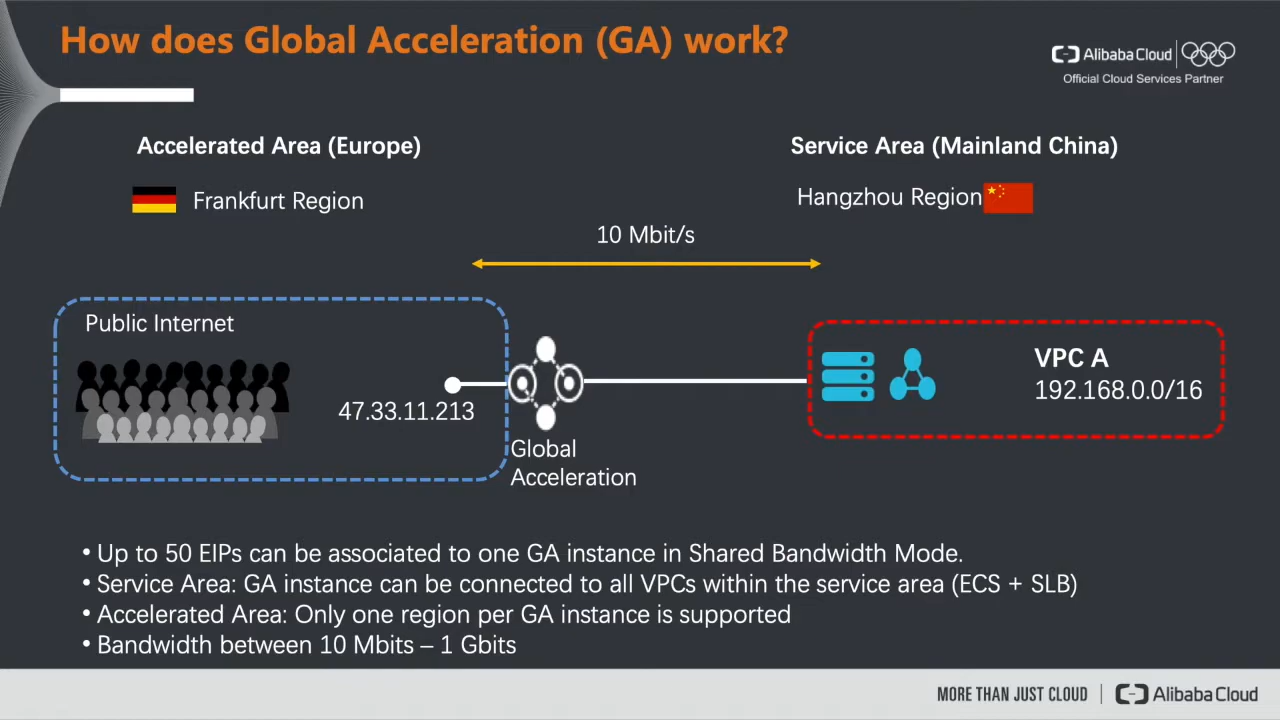 How does Global Acceleration (GA) work?
Alibaba Cloud
Official Cloud Services Partner
Accelerated Area (Europe)
Service Area (Mainland China)
Frankfurt Region
Hangzhou Region
10 Mbit/s
Public Internet
47.33.11.213
Global
Acceleration
VPC A
192.168.0.0/16
• Up to 50 EIPs can be associated to one GA instance in Shared Bandwidth Mode.
• Service Area: GA instance can be connected to all VPCs within the service area (ECS + SLB)
• Accelerated Area: Only one region per GA instance is supported
• Bandwidth between 10 Mbits – 1 Gbits
MORE THAN JUST CLOUD | Alibaba Cloud